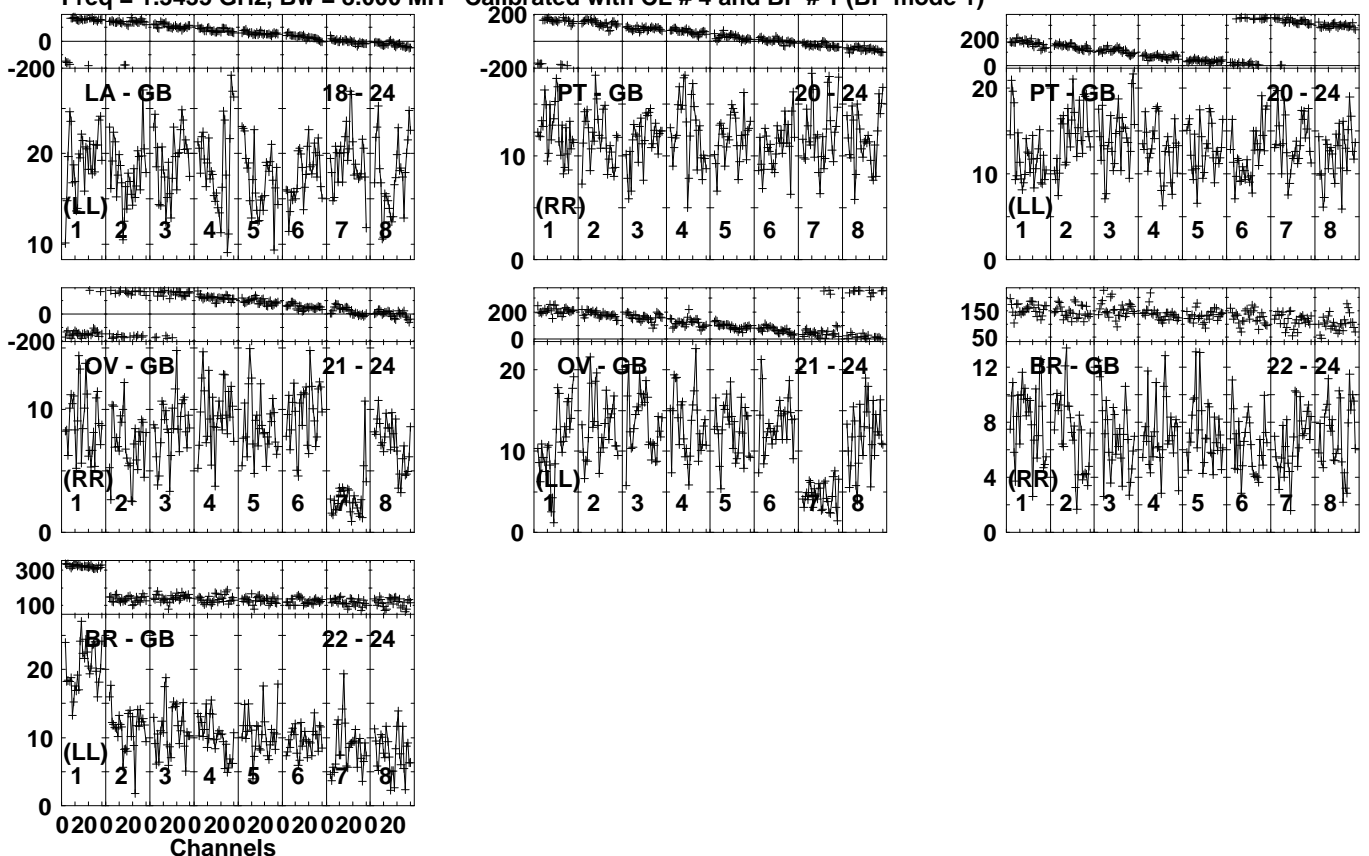 Freq = GHz, Bw = 8.000 MH Calibrated with CL # 4 and BP # 1 (BP mode 1)
0
-200
LA - GB 18 - 24
20
10
(LL)
1 2 3 4 5 6 7 8
200
0
-200
PT - GB 20 - 24
10
0
(RR)
1 2 3 4 5 6 7 8
200
0
PT - GB 20 - 24
20
10
0
(LL)
1 2 3 4 5 6 7 8
0
-200
OV - GB 21 - 24
10
0
(RR)
1 2 3 4 5 6 7 8
200
0
OV - GB 21 - 24
20
10
0
(LL)
1 2 3 4 5 6 7 8
150
50
BR - GB 22 - 24
12
8
4
0
(RR)
1 2 3 4 5 6 7 8
300
100
BR - GB 22 - 24
20
10
0
(LL)
1 2 3 4 5 6 7 8
0 20 0 20 0 20 0 20 0 20 0 20 0 20 0 20
Channels